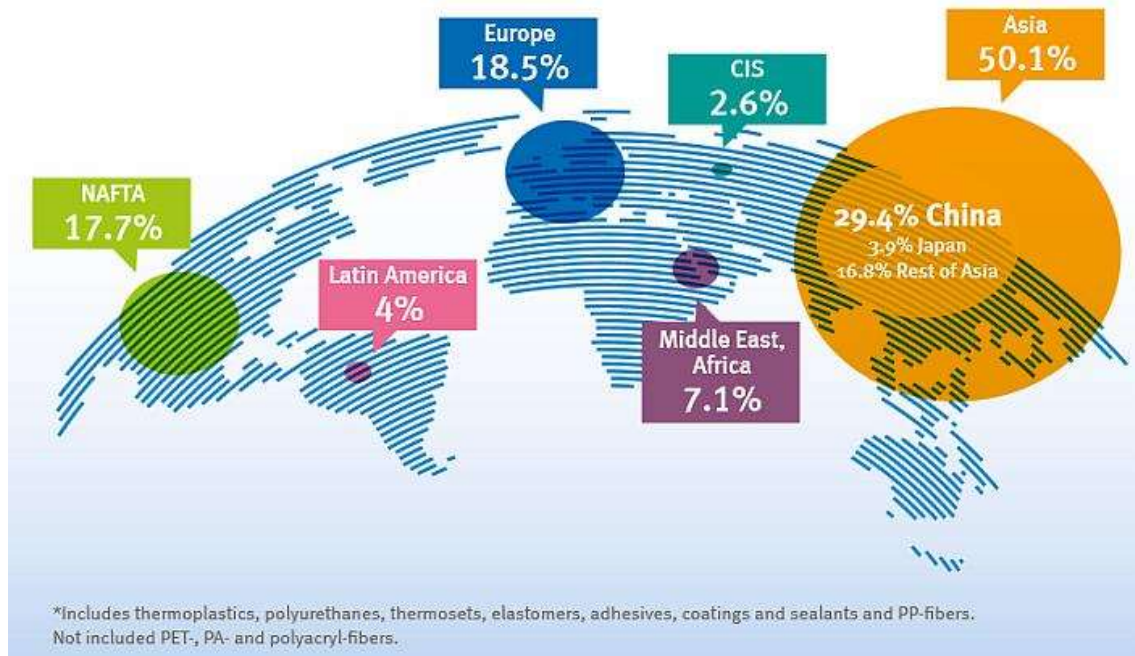 Europe
18.5%
Asia
50.1%
CIS
2.6%
NAFTA
17.7%
29.4% China
3.9% Japan
16.8% Rest of Asia
Latin America
4%
Middle East,
Africa
7.1%
*Includes thermoplastics, polyurethanes, thermosets, elastomers, adhesives, coatings and sealants and PP-fibers.
Not included PET-, PA- and polyacryl-fibers.